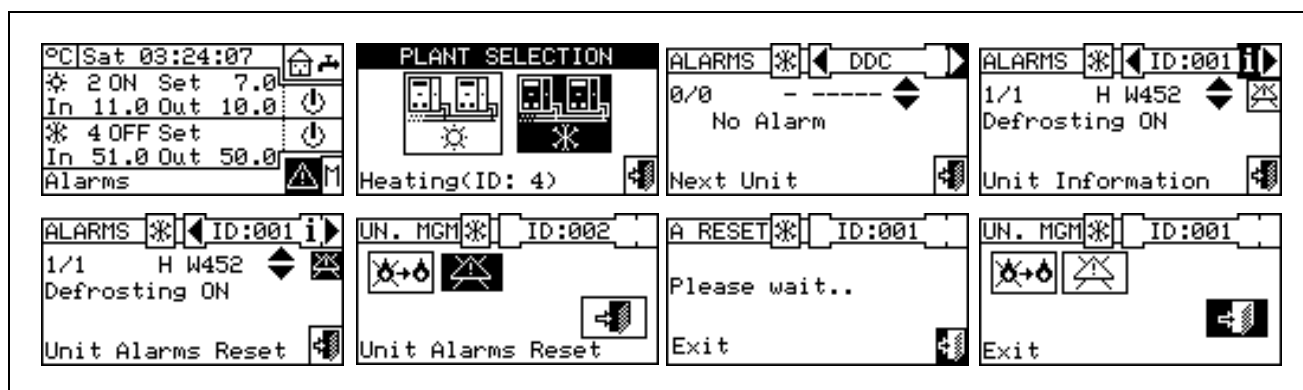 ºC Sat 03:24:07
2 ON Set 7.0
In 11.0 Out 10.0
4 OFF Set
In 51.0 Out 50.0
Alarms M
PLANT SELECTION
Heating(ID: 4)
ALARMS DDC
0/0 - -----
No Alarm
Next Unit
ALARMS ID:001 i
1/1 H W452
Defrosting ON
Unit Information
ALARMS ID:001 i
1/1 H W452
Defrosting ON
Unit Alarms Reset
UN. MGM ID:002
Unit Alarms Reset
A RESET ID:001
Please wait..
Exit
UN. MGM ID:001
Exit